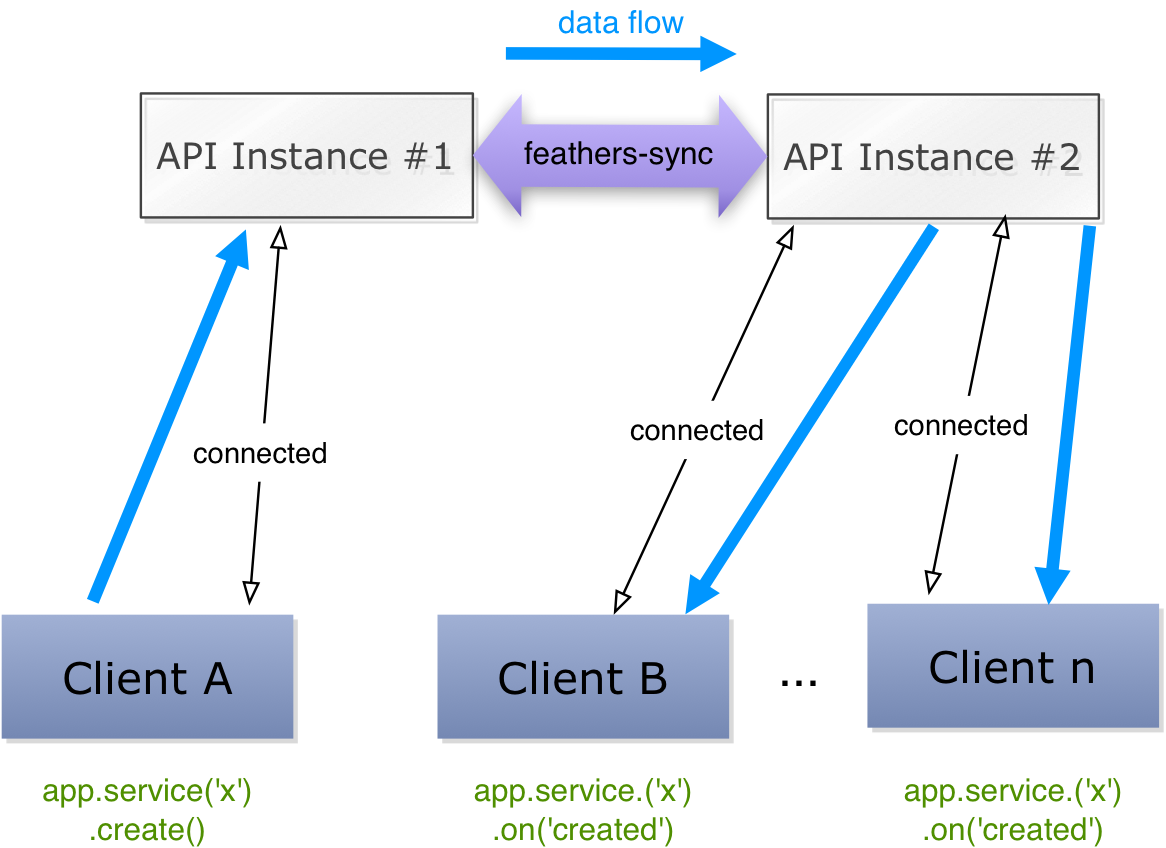 data flow
API Instance #1
feathers-sync
API Instance #2
connected
connected
connected
Client A
Client B
...
Client n
app.service('x')
.create()
app.service.('x')
.on('created')
app.service.('x')
.on('created')